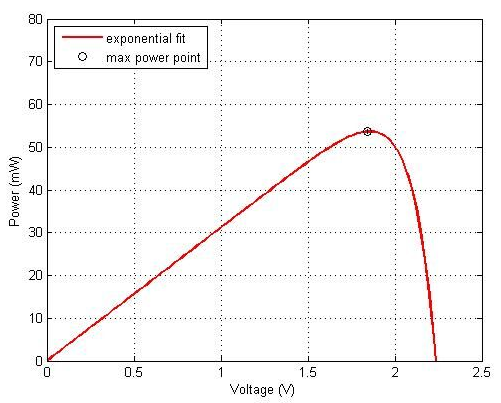 80
70
60
50
40
30
20
10
0
exponential fit
max power point
Power (mW)
0 0.5 1 1.5 2 2.5
Voltage (V)